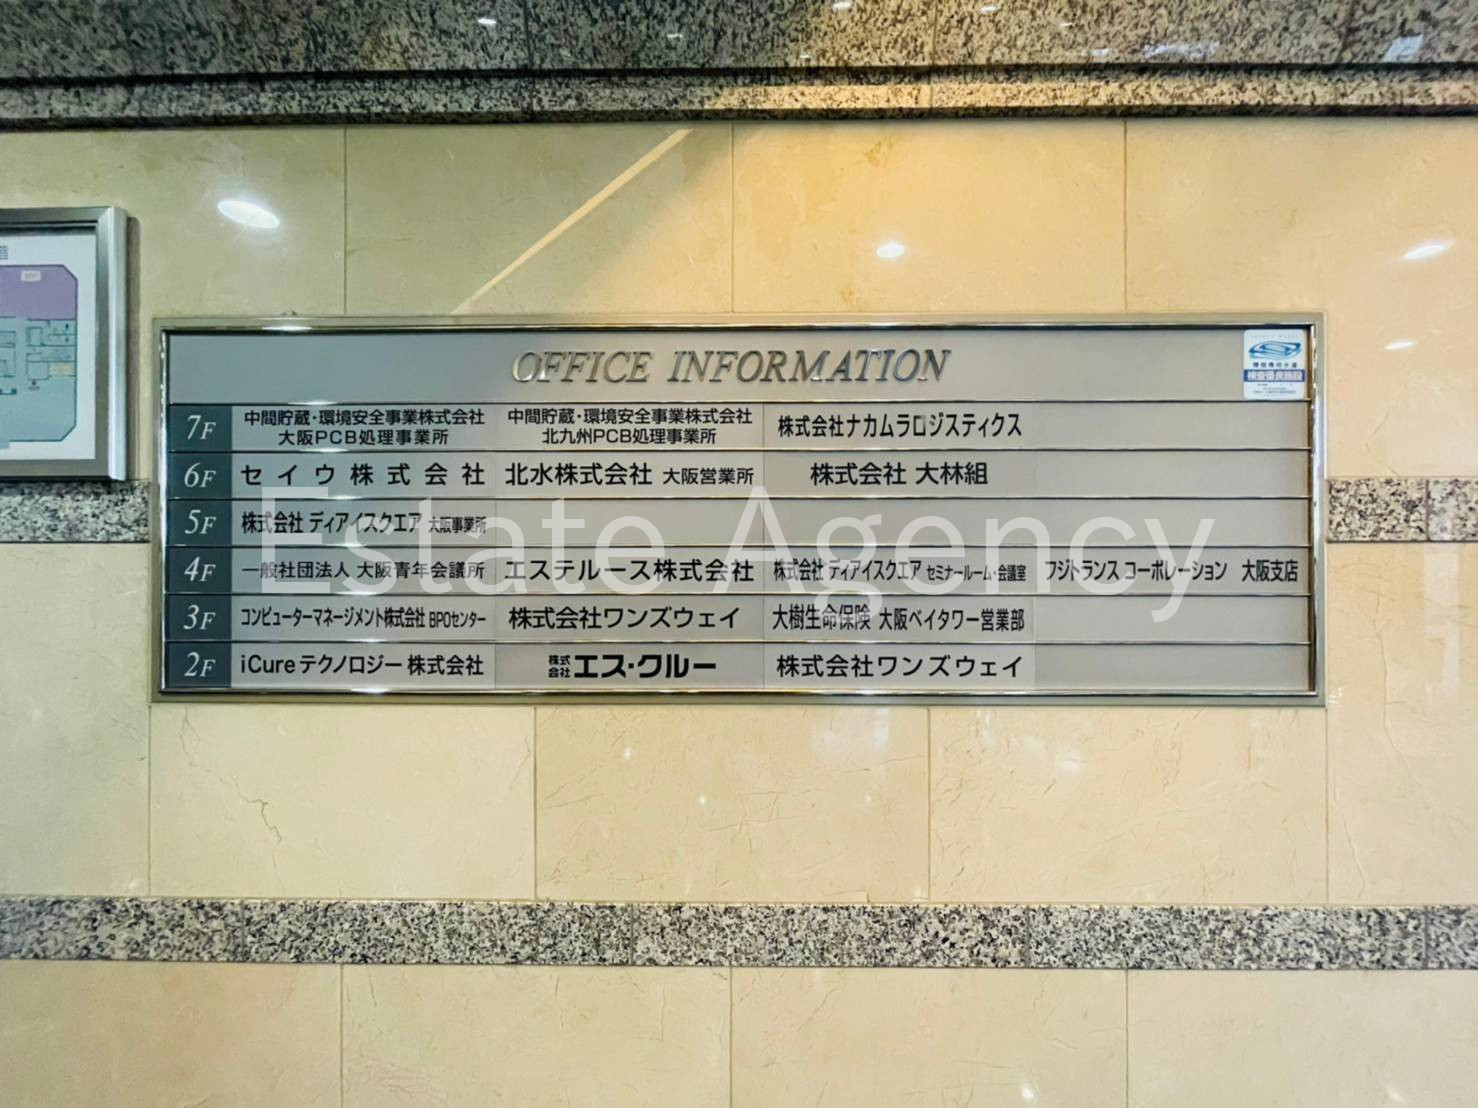 OFFICE INFORMATION
7F 中間貯蔵・環境安全事業株式会社 大阪PCB処理事業所 中間貯蔵・環境安全事業株式会社 北九州PCB処理事業所 株式会社ナカムラロジスティクス
6F セイウ株式会社 北水株式会社 大阪営業所 株式会社 大林組
5F 株式会社 ディアイスクエア 大阪事業所
4F 一般社団法人 大阪青年会議所 エステルース株式会社 株式会社 ディアイスクエア セミナールーム・会議室 フジトランス コーポレーション 大阪支店
3F コンピューターマネージメント株式会社 BPOセンター 株式会社ワンズウェイ 大樹生命保険 大阪ベイタワー営業部
2F iCureテクノロジー 株式会社 株式会社エス・クルー 株式会社ワンズウェイ
検査優良施設
Estate Agency